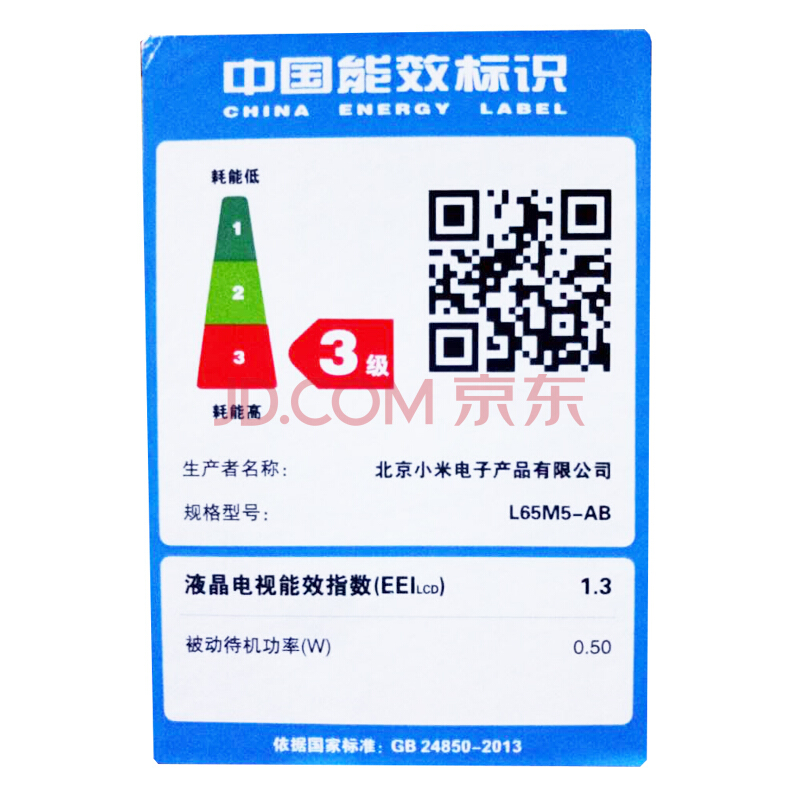 中国能效标识
CHINA ENERGY LABEL
耗能低
1
2
3
3级
耗能高
JD.COM 京东
生产者名称： 北京小米电子产品有限公司
规格型号： L65M5-AB
液晶电视能效指数(EEILCD) 1.3
被动待机功率(W) 0.50
依据国家标准：GB 24850-2013